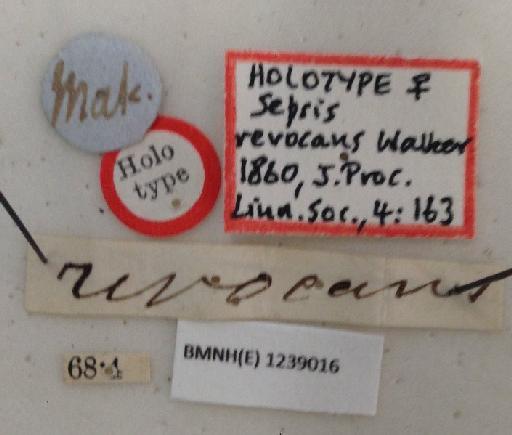 Mak.
Holo
type
HOLOTYPE ♀
Sepsis
revocans Walker
1860, J. Proc.
Linn. Soc., 4: 163
revocans
BMNH(E) 1239016
68·4